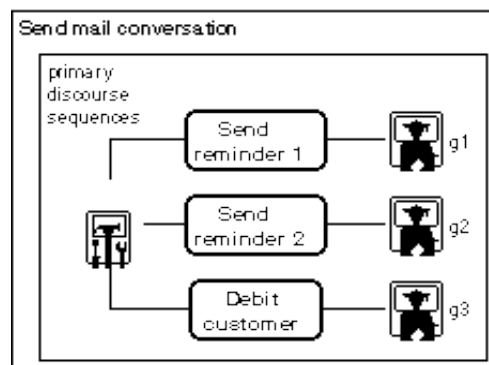 Send mail conversation
primary
discourse
sequences
Send
reminder 1
g1
Send
reminder 2
g2
Debit
customer
g3